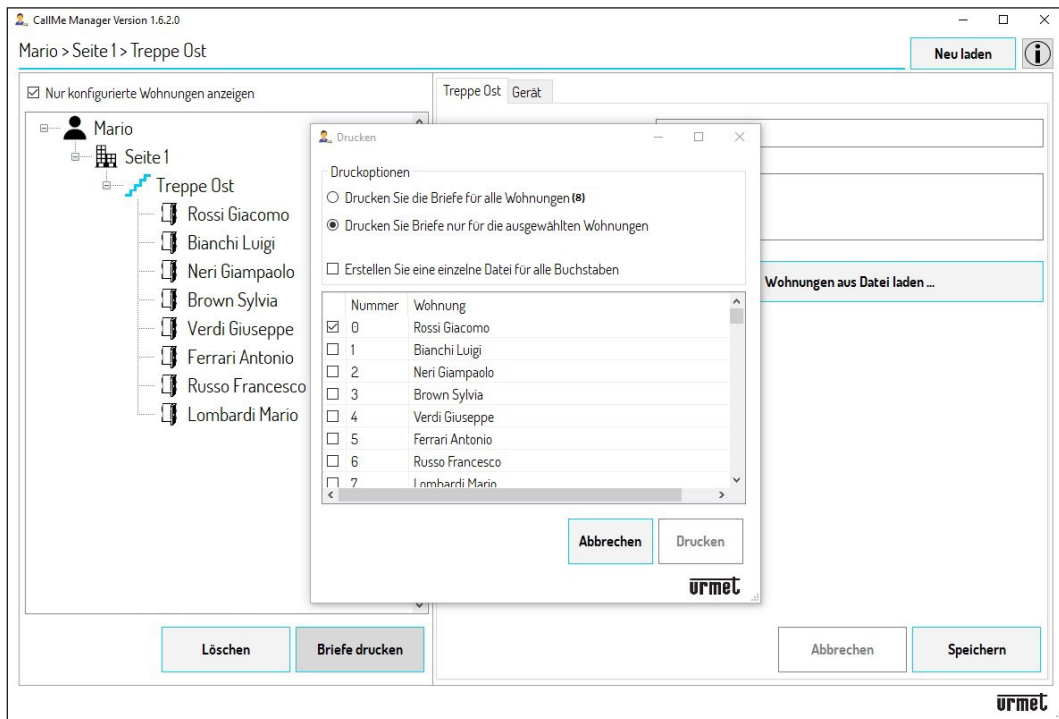 CallMe Manager Version 1.6.2.0
Mario > Seite 1 > Treppe Ost
Neu laden
Nur konfigurierte Wohnungen anzeigen
Mario
Seite 1
Treppe Ost
Rossi Giacomo
Bianchi Luigi
Neri Giampaolo
Brown Sylvia
Verdi Giuseppe
Ferrari Antonio
Russo Francesco
Lombardi Mario
Löschen
Briefe drucken
Treppe Ost
Gerät
Wohnungen aus Datei laden ...
Abbrechen
Speichern
Drucken
Druckoptionen
Drucken Sie die Briefe für alle Wohnungen (8)
Drucken Sie Briefe nur für die ausgewählten Wohnungen
Erstellen Sie eine einzelne Datei für alle Buchstaben
Nummer Wohnung
0 Rossi Giacomo
1 Bianchi Luigi
2 Neri Giampaolo
3 Brown Sylvia
4 Verdi Giuseppe
5 Ferrari Antonio
6 Russo Francesco
7 Lombardi Mario
Abbrechen
Drucken
urmet
urmet